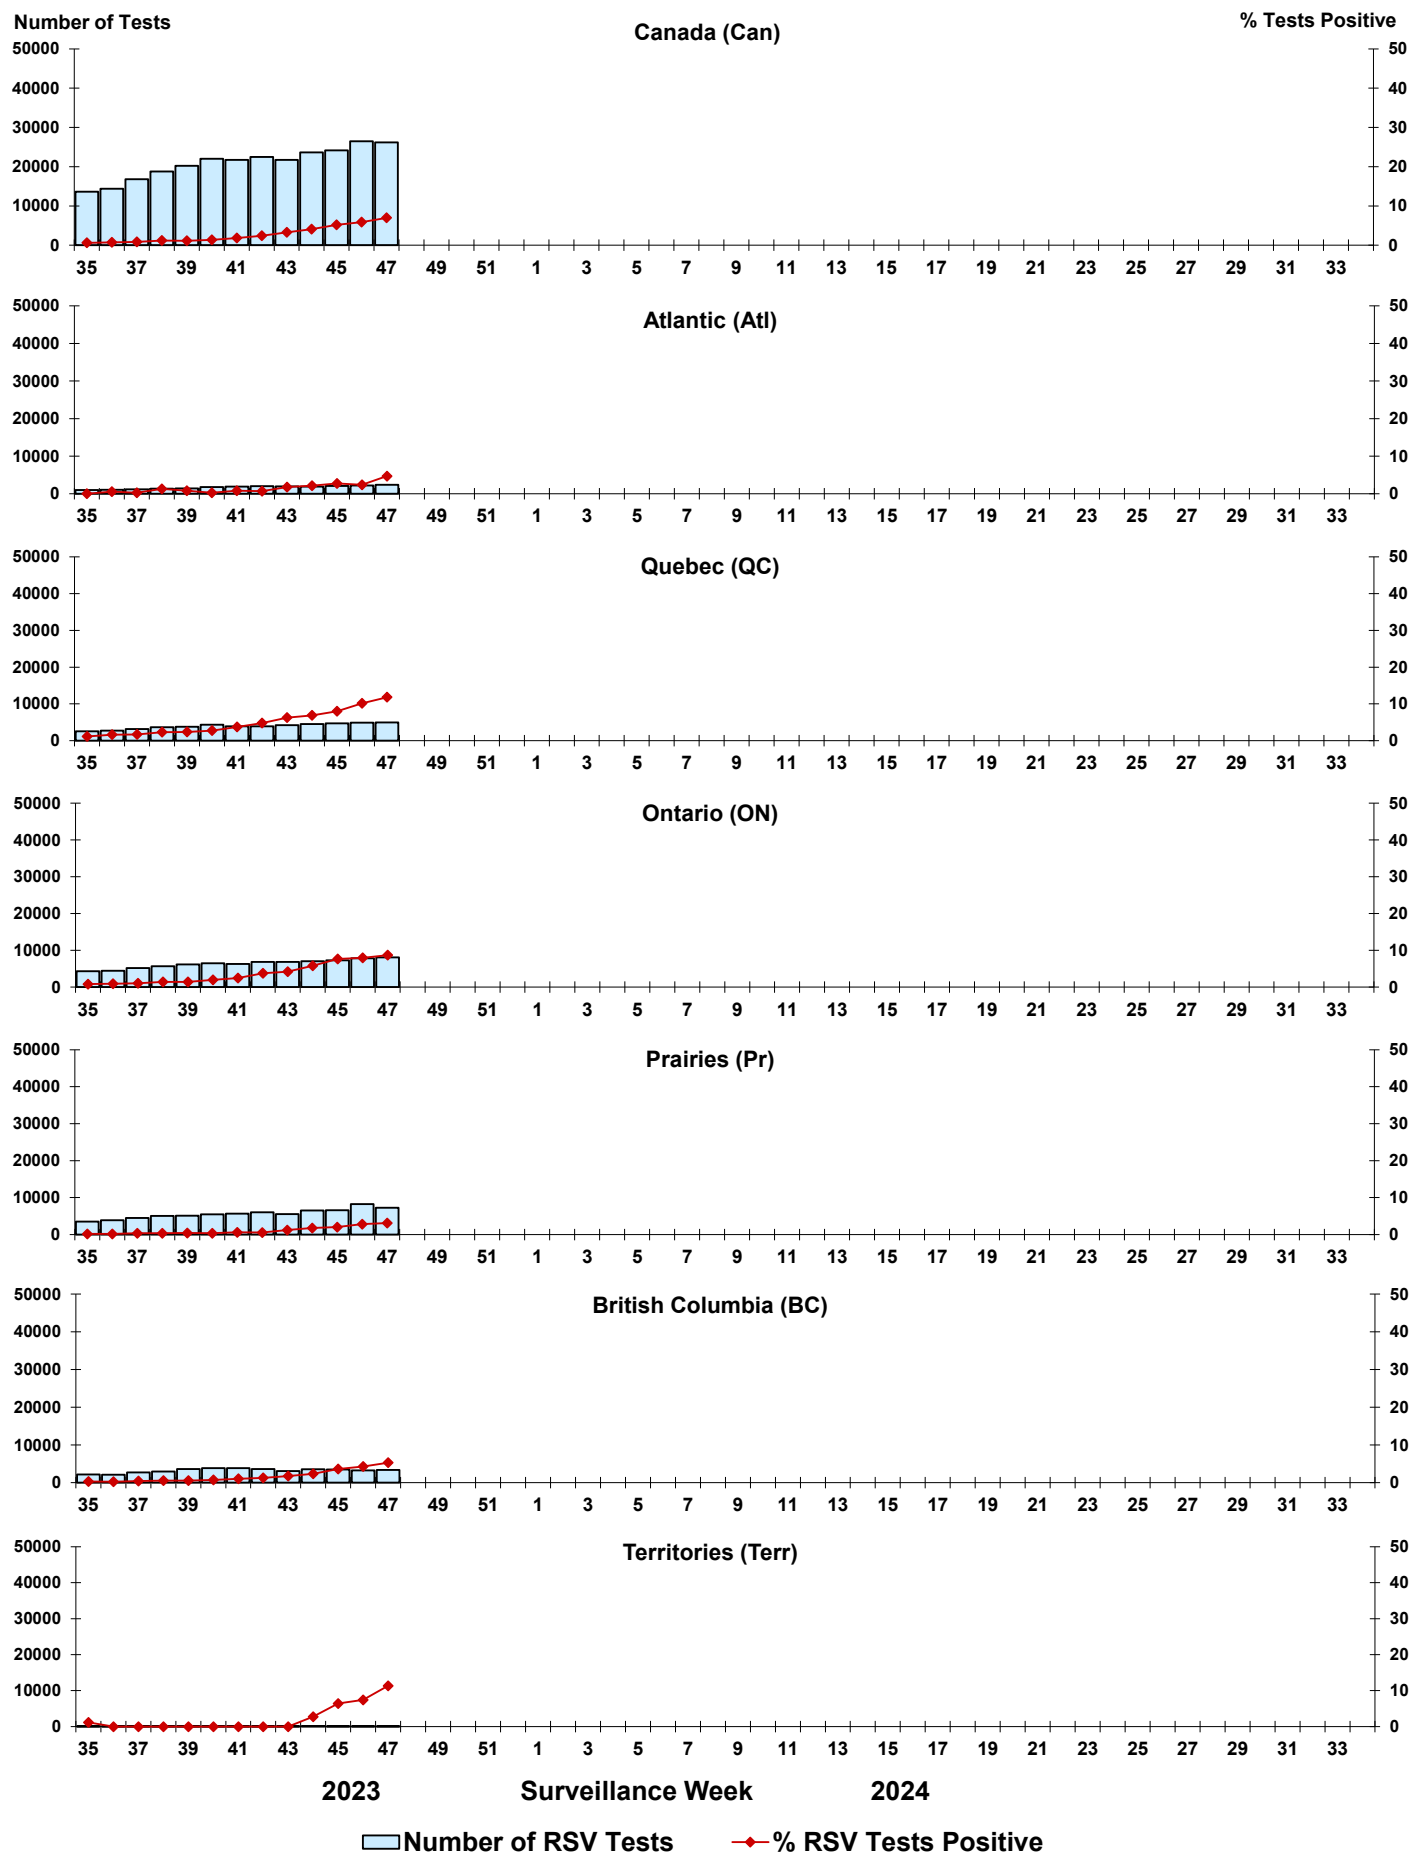 Number of Tests
Canada (Can)
% Tests Positive
50000 50
40000 40
30000 30
20000 20
10000 10
0 0
35 37 39 41 43 45 47 49 51 1 3 5 7 9 11 13 15 17 19 21 23 25 27 29 31 33
Atlantic (Atl)
50000 50
40000 40
30000 30
20000 20
10000 10
0 0
35 37 39 41 43 45 47 49 51 1 3 5 7 9 11 13 15 17 19 21 23 25 27 29 31 33
Quebec (QC)
50000 50
40000 40
30000 30
20000 20
10000 10
0 0
35 37 39 41 43 45 47 49 51 1 3 5 7 9 11 13 15 17 19 21 23 25 27 29 31 33
Ontario (ON)
50000 50
40000 40
30000 30
20000 20
10000 10
0 0
35 37 39 41 43 45 47 49 51 1 3 5 7 9 11 13 15 17 19 21 23 25 27 29 31 33
Prairies (Pr)
50000 50
40000 40
30000 30
20000 20
10000 10
0 0
35 37 39 41 43 45 47 49 51 1 3 5 7 9 11 13 15 17 19 21 23 25 27 29 31 33
British Columbia (BC)
50000 50
40000 40
30000 30
20000 20
10000 10
0 0
35 37 39 41 43 45 47 49 51 1 3 5 7 9 11 13 15 17 19 21 23 25 27 29 31 33
Territories (Terr)
50000 50
40000 40
30000 30
20000 20
10000 10
0 0
35 37 39 41 43 45 47 49 51 1 3 5 7 9 11 13 15 17 19 21 23 25 27 29 31 33
2023 Surveillance Week 2024
Number of RSV Tests % RSV Tests Positive